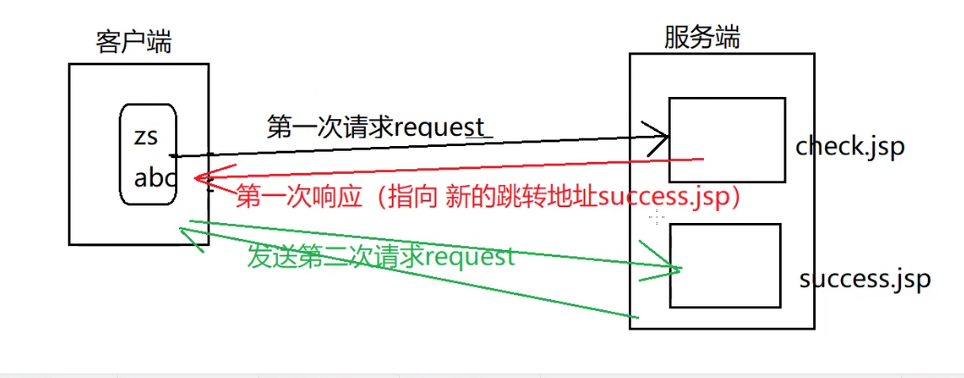 客户端
服务端
zs
abc
第一次请求request
check.jsp
第一次响应（指向 新的跳转地址success.jsp）
发送第二次请求request
success.jsp